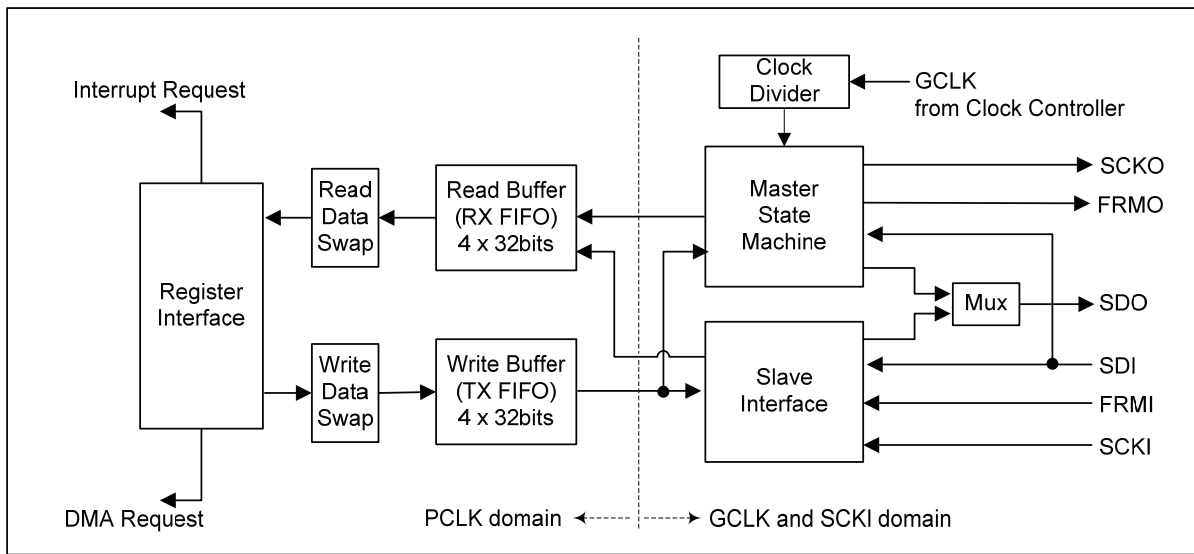 Interrupt Request
Register
Interface
DMA Request
Read
Data
Swap
Read Buffer
(RX FIFO)
4 x 32bits
Write
Data
Swap
Write Buffer
(TX FIFO)
4 x 32bits
PCLK domain
GCLK and SCKI domain
Clock
Divider
GCLK
from Clock Controller
Master
State
Machine
Slave
Interface
Mux
SCKO
FRMO
SDO
SDI
FRMI
SCKI